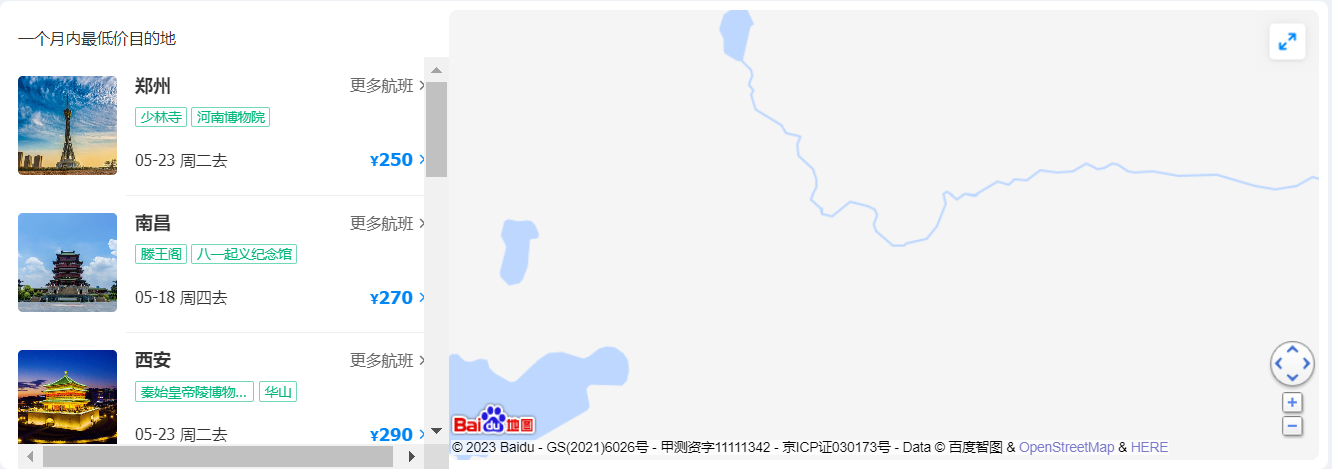 一个月内最低价目的地
郑州
更多航班
少林寺 河南博物院
05-23 周二去
¥250
南昌
更多航班
滕王阁 八一起义纪念馆
05-18 周四去
¥270
西安
更多航班
秦始皇帝陵博物... 华山
05-23 周二去
¥290
Bai du 地图
© 2023 Baidu - GS(2021)6026号 - 甲测资字11111342 - 京ICP证030173号 - Data © 百度智图 & OpenStreetMap & HERE